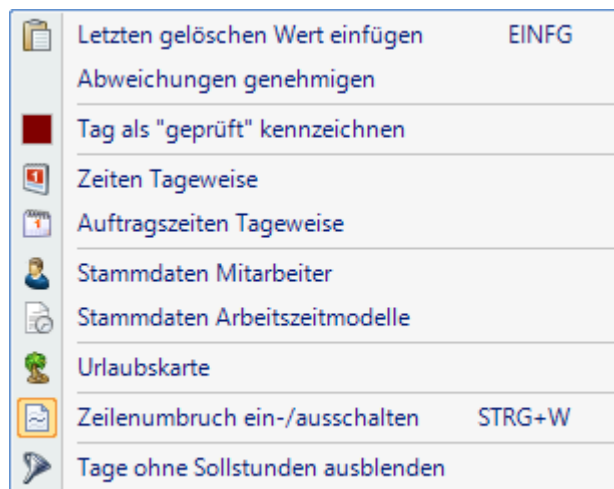 Letzten gelöschen Wert einfügen EINFG
Abweichungen genehmigen
Tag als "geprüft" kennzeichnen
Zeiten Tageweise
Auftragszeiten Tageweise
Stammdaten Mitarbeiter
Stammdaten Arbeitszeitmodelle
Urlaubskarte
Zeilenumbruch ein-/ausschalten STRG+W
Tage ohne Sollstunden ausblenden